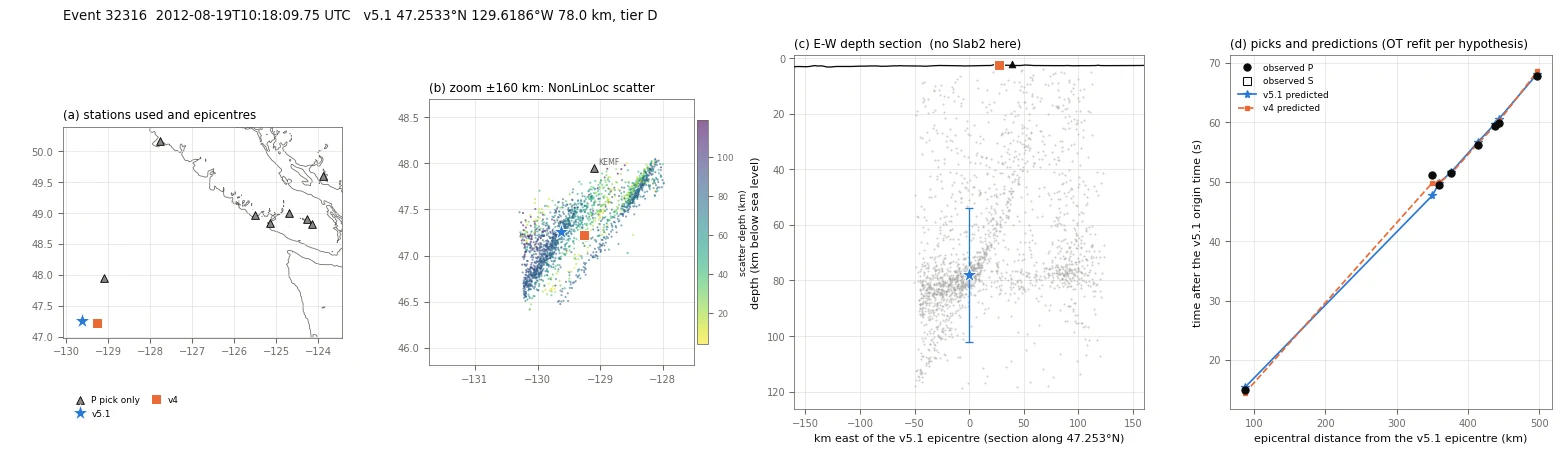 Event 32316  2012-08-19T10:18:09.75 UTC   v5.1 47.2533°N 129.6186°W 78.0 km, tier D
(a) stations used and epicentres
50.0
49.5
49.0
48.5
48.0
47.5
47.0
−130 −129 −128 −127 −126 −125 −124
P pick only
v4
v5.1
(b) zoom ±160 km: NonLinLoc scatter
KEMF
48.5
48.0
47.5
47.0
46.5
46.0
−131 −130 −129 −128
100
80
60
40
20
scatter depth (km)
(c) E-W depth section  (no Slab2 here)
0
20
40
60
80
100
120
depth (km below sea level)
−150 −100 −50 0 50 100 150
km east of the v5.1 epicentre (section along 47.253°N)
(d) picks and predictions (OT refit per hypothesis)
observed P
observed S
v5.1 predicted
v4 predicted
70
60
50
40
30
20
time after the v5.1 origin time (s)
100 200 300 400 500
epicentral distance from the v5.1 epicentre (km)